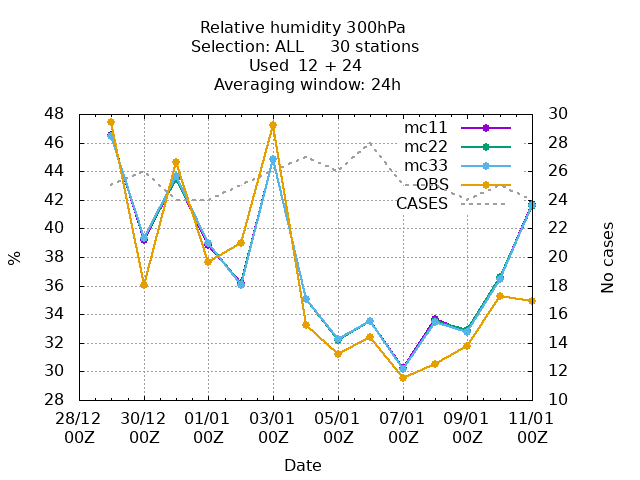 Relative humidity 300hPa
Selection: ALL 30 stations
Used 12 + 24
Averaging window: 24h
48
46
44
42
40
38
36
34
32
30
28
%
30
28
26
24
22
20
18
16
14
12
10
No cases
mc11
mc22
mc33
OBS
CASES
28/12 30/12 01/01 03/01 05/01 07/01 09/01 11/01
00Z 00Z 00Z 00Z 00Z 00Z 00Z 00Z
Date